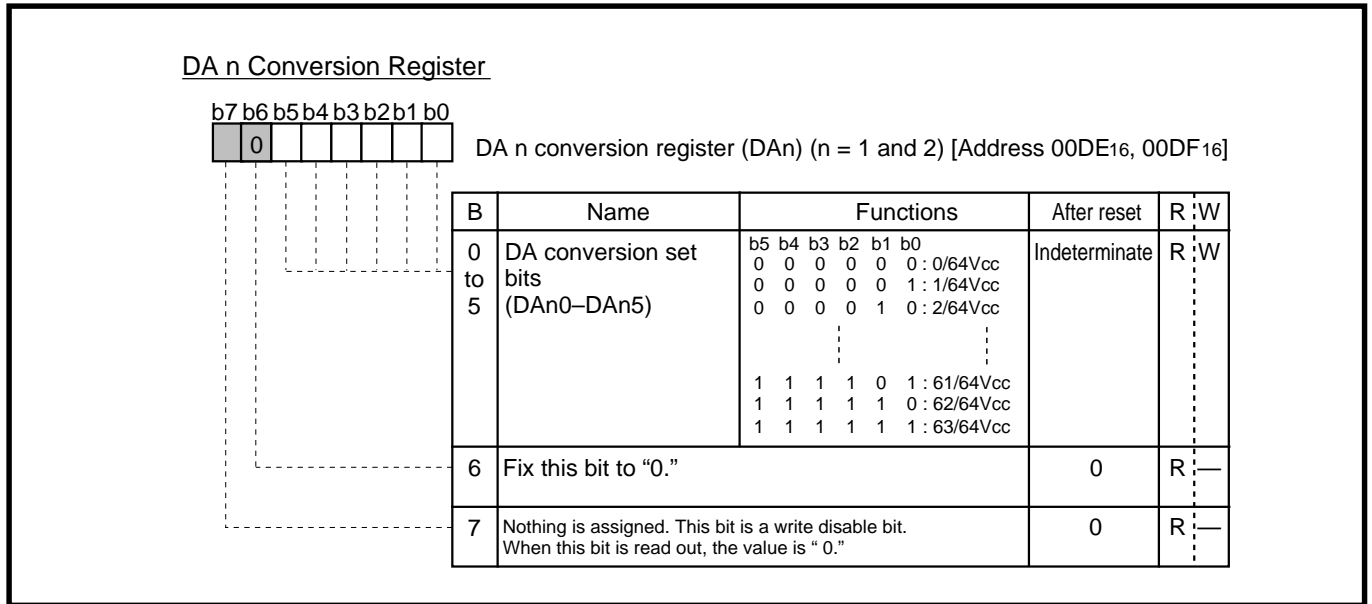 DA n Conversion Register
b7 b6 b5 b4 b3 b2 b1 b0
0
DA n conversion register (DAn) (n = 1 and 2) [Address 00DE16, 00DF16]
B Name Functions After reset R W
0 to 5 DA conversion set bits (DAn0–DAn5) Indeterminate R W
b5 b4 b3 b2 b1 b0
0 0 0 0 0 0 : 0/64Vcc
0 0 0 0 0 1 : 1/64Vcc
0 0 0 0 1 0 : 2/64Vcc
1 1 1 1 0 1 : 61/64Vcc
1 1 1 1 1 0 : 62/64Vcc
1 1 1 1 1 1 : 63/64Vcc
6 Fix this bit to “0.” 0 R —
7 Nothing is assigned. This bit is a write disable bit.
When this bit is read out, the value is “ 0.” 0 R —